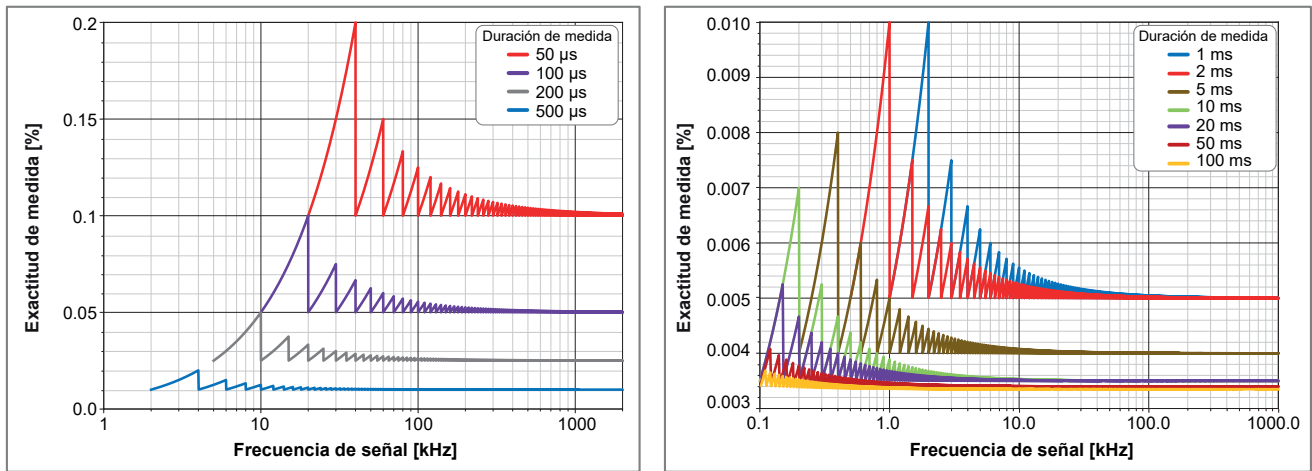 Exactitud de medida [%]
0.2
0.15
0.1
0.05
0.0
1
10
100
1000
Frecuencia de señal [kHz]
Duración de medida
50 µs
100 µs
200 µs
500 µs
Exactitud de medida [%]
0.010
0.009
0.008
0.007
0.006
0.005
0.004
0.003
0.1
1.0
10.0
100.0
1000.0
Frecuencia de señal [kHz]
Duración de medida
1 ms
2 ms
5 ms
10 ms
20 ms
50 ms
100 ms